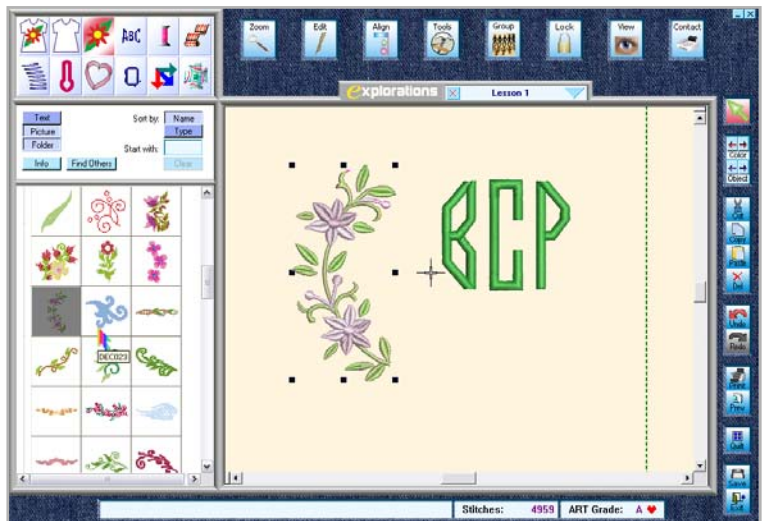 Zoom Edit Align Tools Group Lock View Contact
ABC
explorations Lesson 1
Text Sort by: Name
Picture Type
Folder Start with:
Info Find Others Clear
BCP
DEC023
Color
Object
Cut
Copy
Paste
Del
Undo
Redo
Print
Prev
Quilt
Save
Exit
Stitches: 4959 ART Grade: A ♥